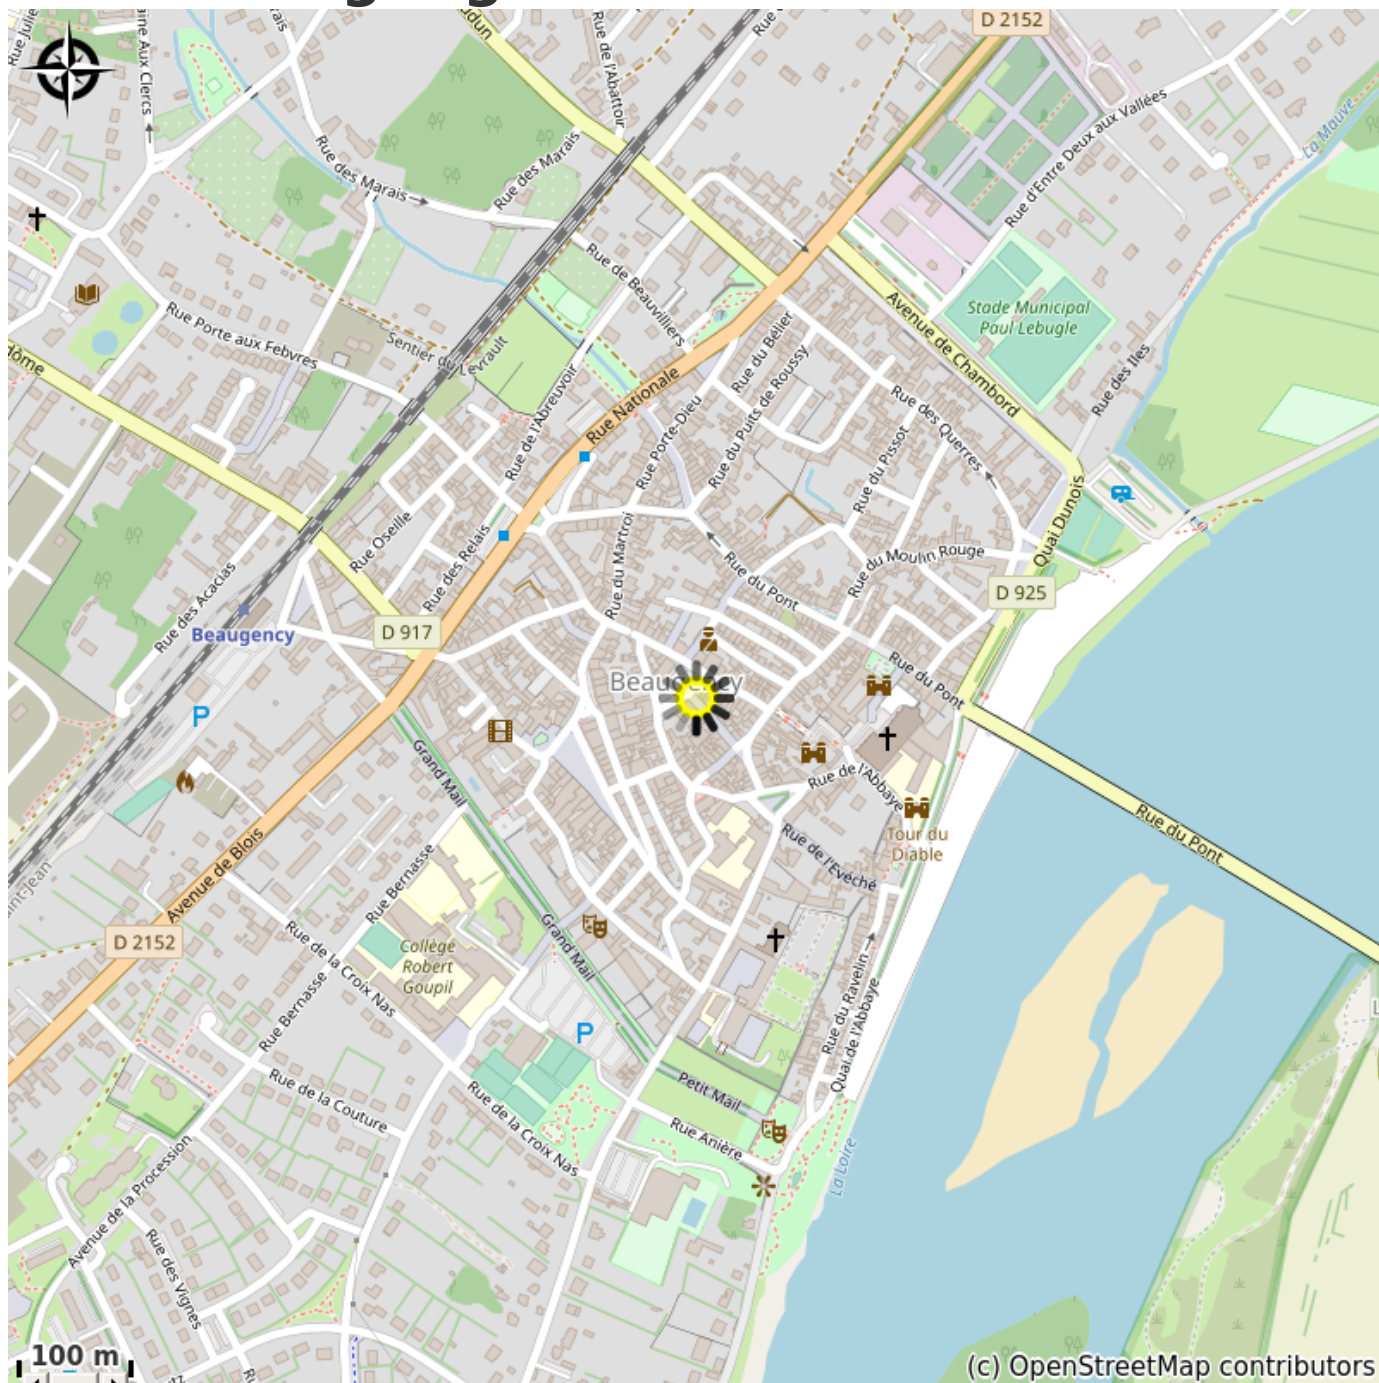 D 2152
Rue de l'Abattoir
Rue des Marais
Rue des Marais
Rue d'Entre Deux aux Vallées
La Mauve
Rue de Beauvilliers
Stade Municipal
Paul Lebugle
Avenue de Chambord
Rue Porte aux Febvres
Sentier du Levrault
Rue du Bélier
Rue du Puits de Roussy
Rue des Iles
Rue Nationale
Rue de l'Abreuvoir
Rue Porte-Dieu
Rue des Querres
Rue du Pissot
Rue Oseille
Rue des Relais
Rue du Martroi
Rue du Pont
Rue du Moulin Rouge
Quai Dunois
D 925
Rue des Acacias
Beaugency
D 917
Beaugency
Rue du Pont
P
Grand Mail
Rue de l'Abbaye
Tour du
Diable
Rue du Pont
Avenue de Blois
Rue de l'Evéché
Rue Bernasse
D 2152
Rue de la Croix Nas
Collège
Robert
Goupil
Grand Mail
Rue Bernasse
P
Rue du Ravelin
Quai de l'Abbaye
Petit Mail
Rue de la Couture
Rue de la Croix Nas
Rue Anière
La Loire
Avenue de la Procession
Rue des Vignes
100 m
(c) OpenStreetMap contributors